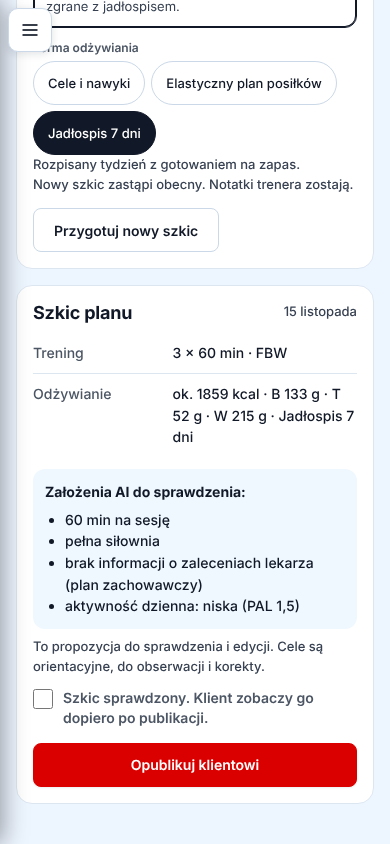 zgrane z jadłospisem.
rma odżywiania
Cele i nawyki
Elastyczny plan posiłków
Jadłospis 7 dni
Rozpisany tydzień z gotowaniem na zapas.
Nowy szkic zastąpi obecny. Notatki trenera zostają.
Przygotuj nowy szkic
Szkic planu
15 listopada
Trening
3 × 60 min · FBW
Odżywianie
ok. 1859 kcal · B 133 g · T
52 g · W 215 g · Jadłospis 7
dni
Założenia AI do sprawdzenia:
• 60 min na sesję
• pełna siłownia
• brak informacji o zaleceniach lekarza
(plan zachowawczy)
• aktywność dzienna: niska (PAL 1,5)
To propozycja do sprawdzenia i edycji. Cele są
orientacyjne, do obserwacji i korekty.
Szkic sprawdzony. Klient zobaczy go
dopiero po publikacji.
Opublikuj klientowi